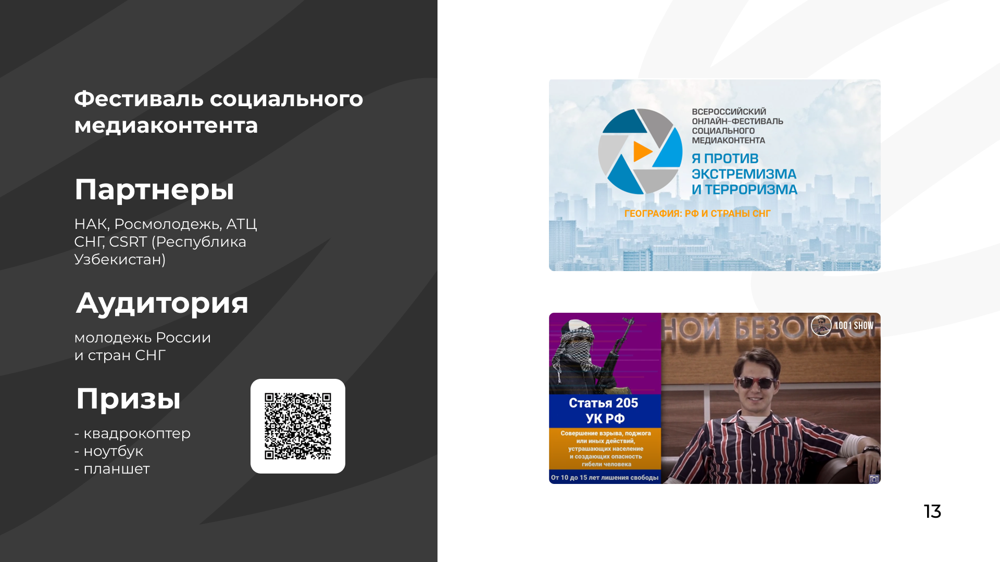 Фестиваль социального
медиаконтента
Партнеры
НАК, Росмолодежь, АТЦ
СНГ, CSRT (Республика
Узбекистан)
Аудитория
молодежь России
и стран СНГ
Призы
- квадрокоптер
- ноутбук
- планшет
ВСЕРОССИЙСКИЙ
ОНЛАЙН-ФЕСТИВАЛЬ
СОЦИАЛЬНОГО
МЕДИАКОНТЕНТА
Я ПРОТИВ
ЭКСТРЕМИЗМА
И ТЕРРОРИЗМА
ГЕОГРАФИЯ: РФ И СТРАНЫ СНГ
НОЙ БЕЗОПАСН
1001 SHOW
Статья 205
УК РФ
Совершение взрыва, поджога
или иных действий,
устрашающих население
и создающих опасность
гибели человека
От 10 до 15 лет лишения свободы
13